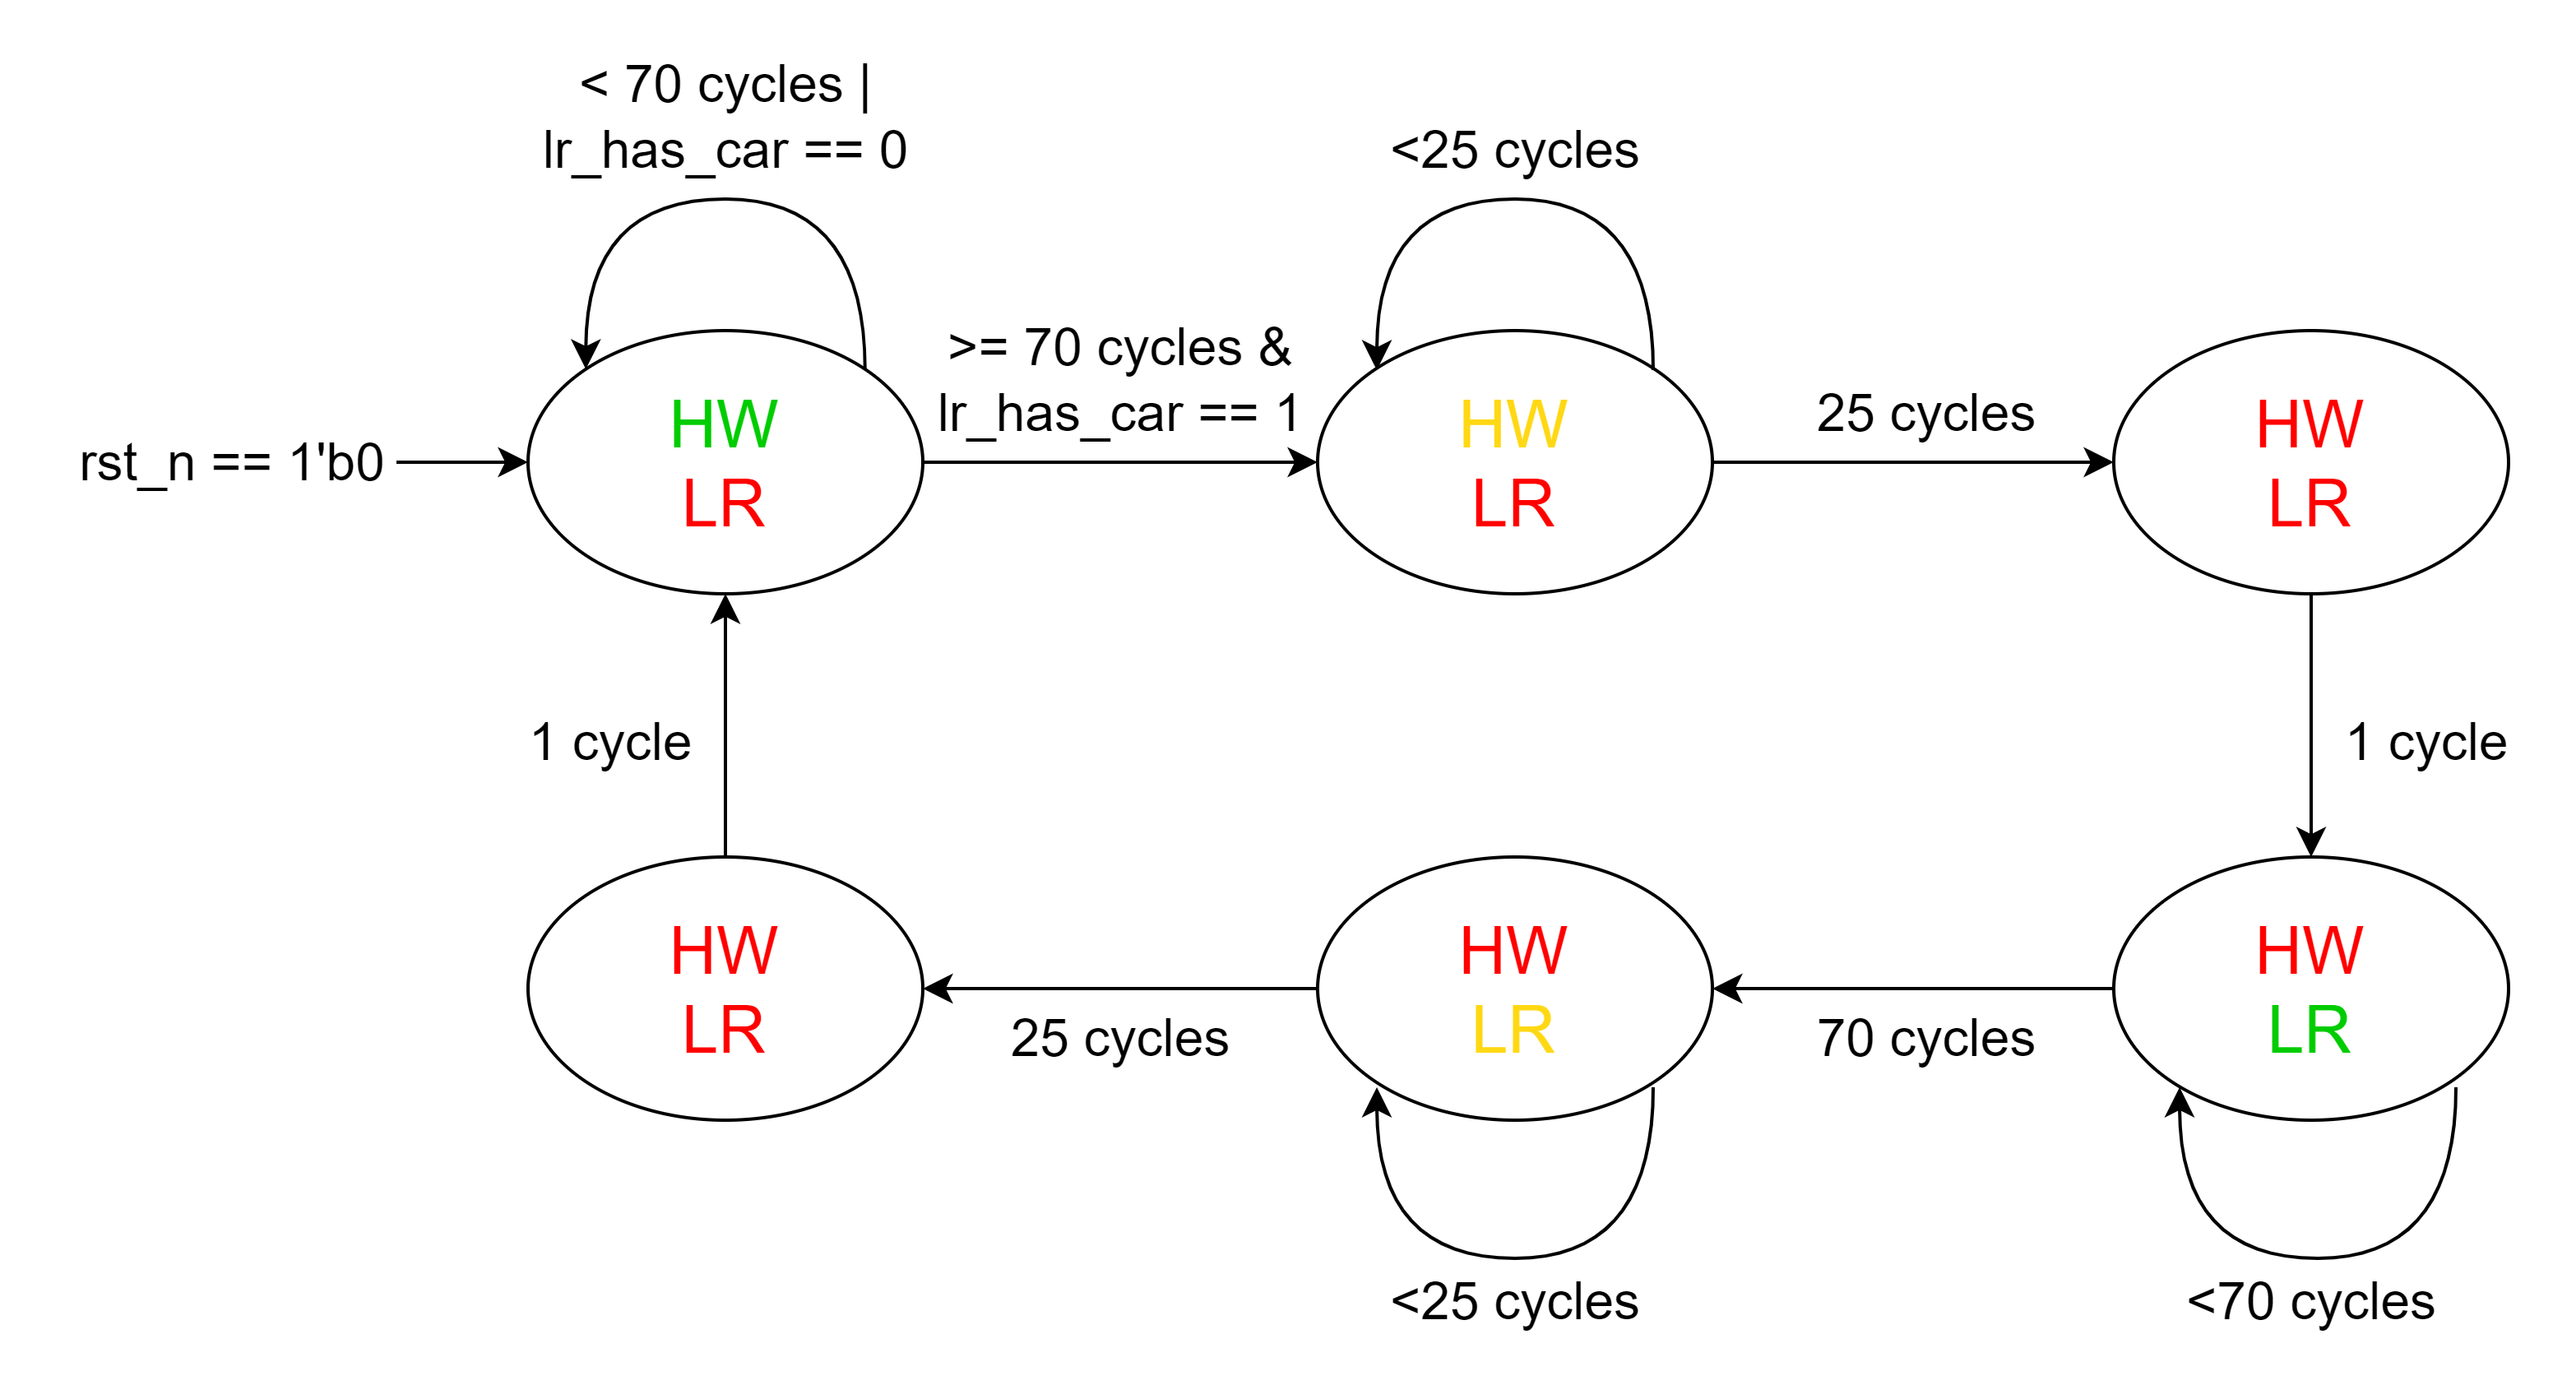 < 70 cycles |
lr_has_car == 0
<25 cycles
>= 70 cycles &
lr_has_car == 1
rst_n == 1'b0
HW
LR
HW
LR
25 cycles
HW
LR
1 cycle
1 cycle
HW
LR
25 cycles
HW
LR
70 cycles
HW
LR
<25 cycles
<70 cycles